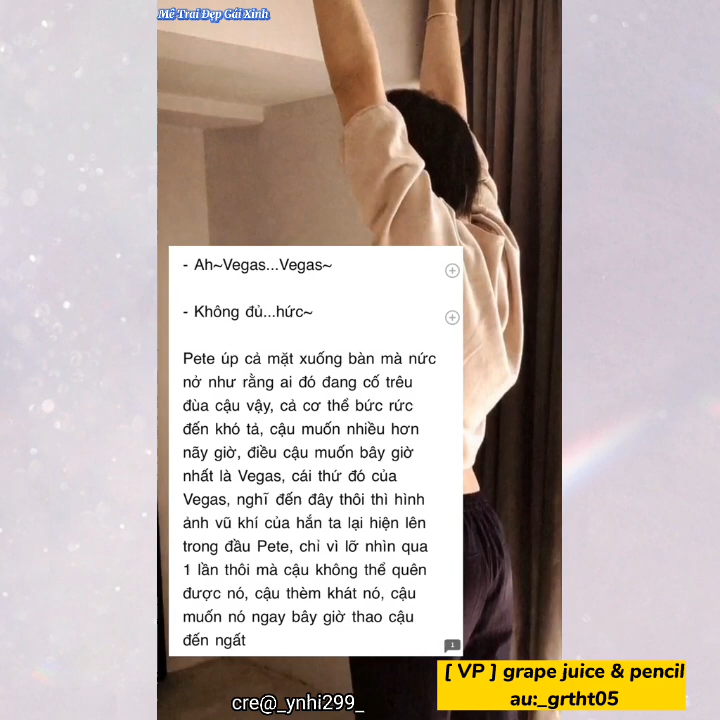 Mê Trai Đẹp Gái Xinh
- Ah~Vegas...Vegas~
- Không đủ...hức~
Pete úp cả mặt xuống bàn mà nức
nở như rằng ai đó đang cố trêu
đùa cậu vậy, cả cơ thể bức rức
đến khó tả, cậu muốn nhiều hơn
nãy giờ, điều cậu muốn bây giờ
nhất là Vegas, cái thứ đó của
Vegas, nghĩ đến đây thôi thì hình
ảnh vũ khí của hắn ta lại hiện lên
trong đầu Pete, chỉ vì lỡ nhìn qua
1 lần thôi mà cậu không thể quên
được nó, cậu thèm khát nó, cậu
muốn nó ngay bây giờ thao cậu
đến ngất
1
[ VP ] grape juice & pencil
au:_grtht05
cre@_ynhi299_